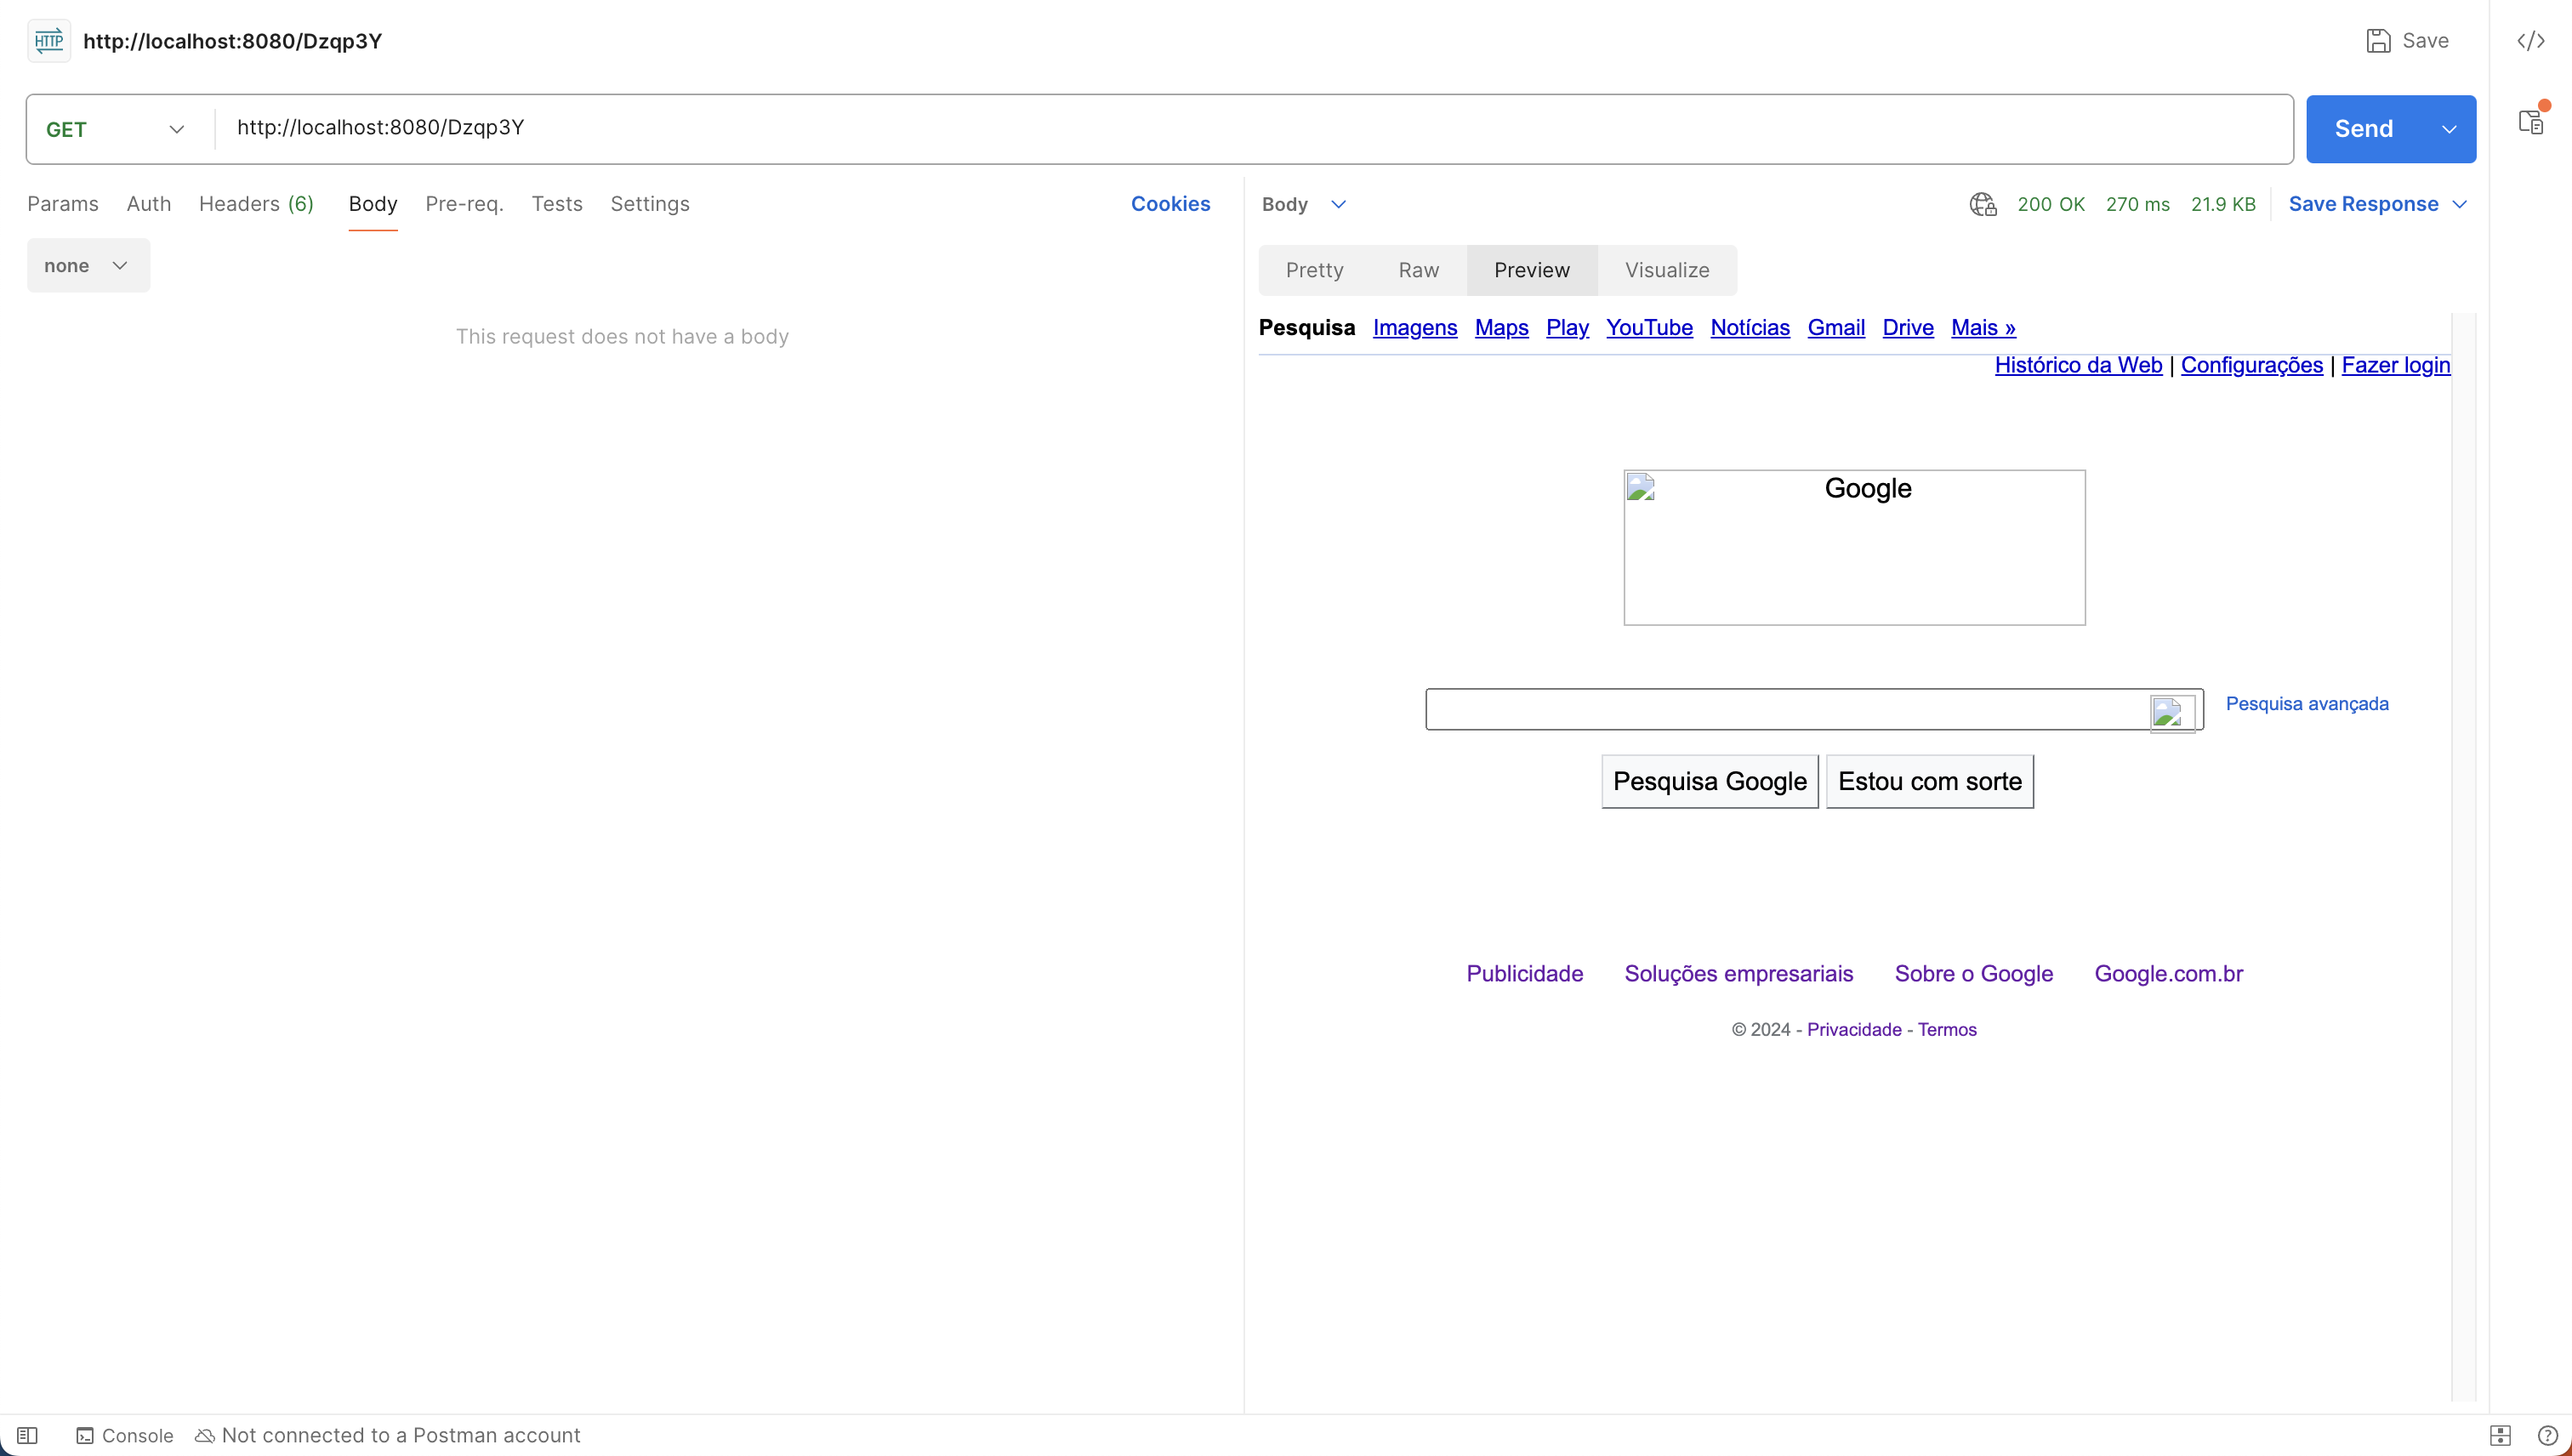 HTTP http://localhost:8080/Dzqp3Y Save
GET http://localhost:8080/Dzqp3Y Send
Params Auth Headers (6) Body Pre-req. Tests Settings Cookies
none
This request does not have a body
Body 200 OK 270 ms 21.9 KB Save Response
Pretty Raw Preview Visualize
Pesquisa Imagens Maps Play YouTube Notícias Gmail Drive Mais »
Histórico da Web | Configurações | Fazer login
Google
Pesquisa avançada
Pesquisa Google Estou com sorte
Publicidade Soluções empresariais Sobre o Google Google.com.br
© 2024 - Privacidade - Termos
Console Not connected to a Postman account